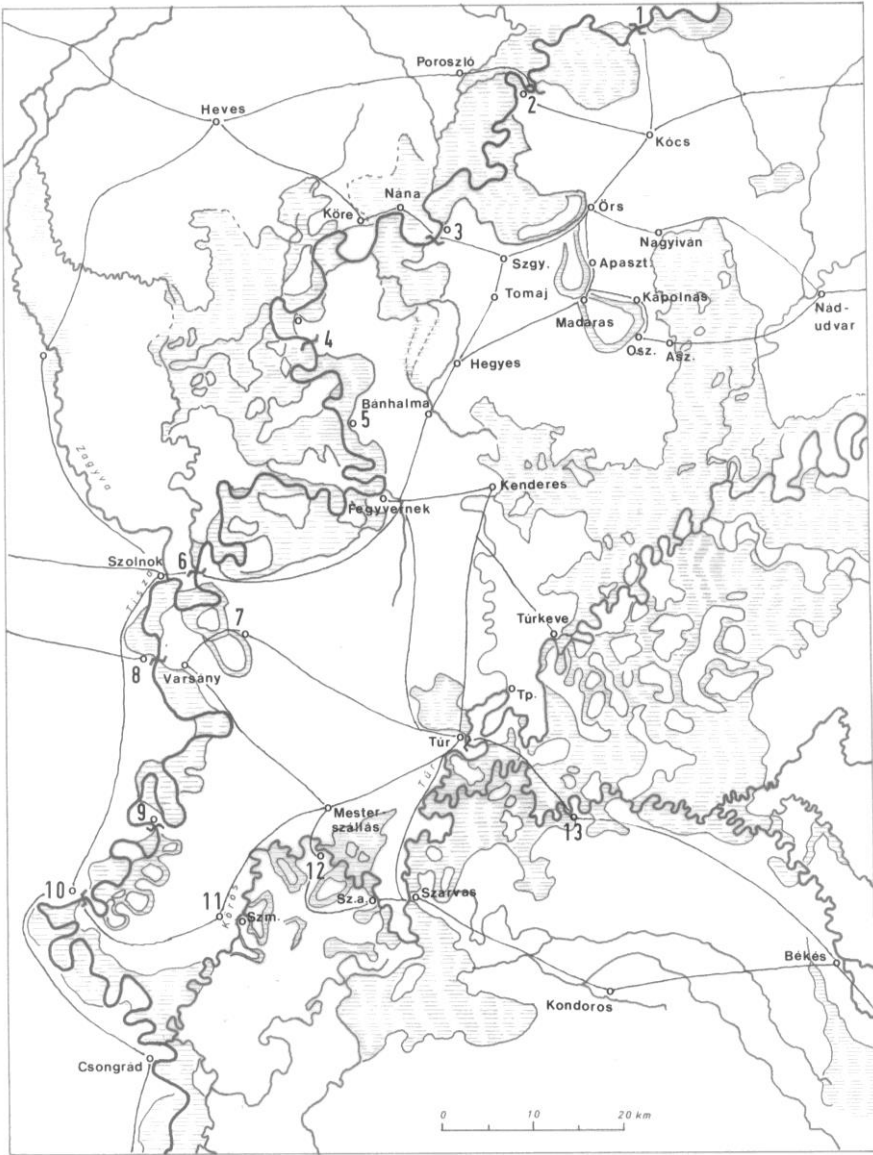 1
Poroszló
2
Heves
Kócs
Nána
Őrs
Köre
3
Nagyiván
Szgy.
Apaszt.
Tomaj
Kápolnás
Madaras
Nád-
udvar
4
Osz.
Asz.
Hegyes
Bánhalma
5
Zagyva
Kenderes
Fegyvernek
6
Szolnok
Tisza
7
Túrkeve
8
Varsány
Tp.
Túr
Túr
Mester-
szállás
9
13
12
10
11
Sz.a.
Szarvas
Körös
Szm.
Békés
Kondoros
Csongrád
0 10 20 km